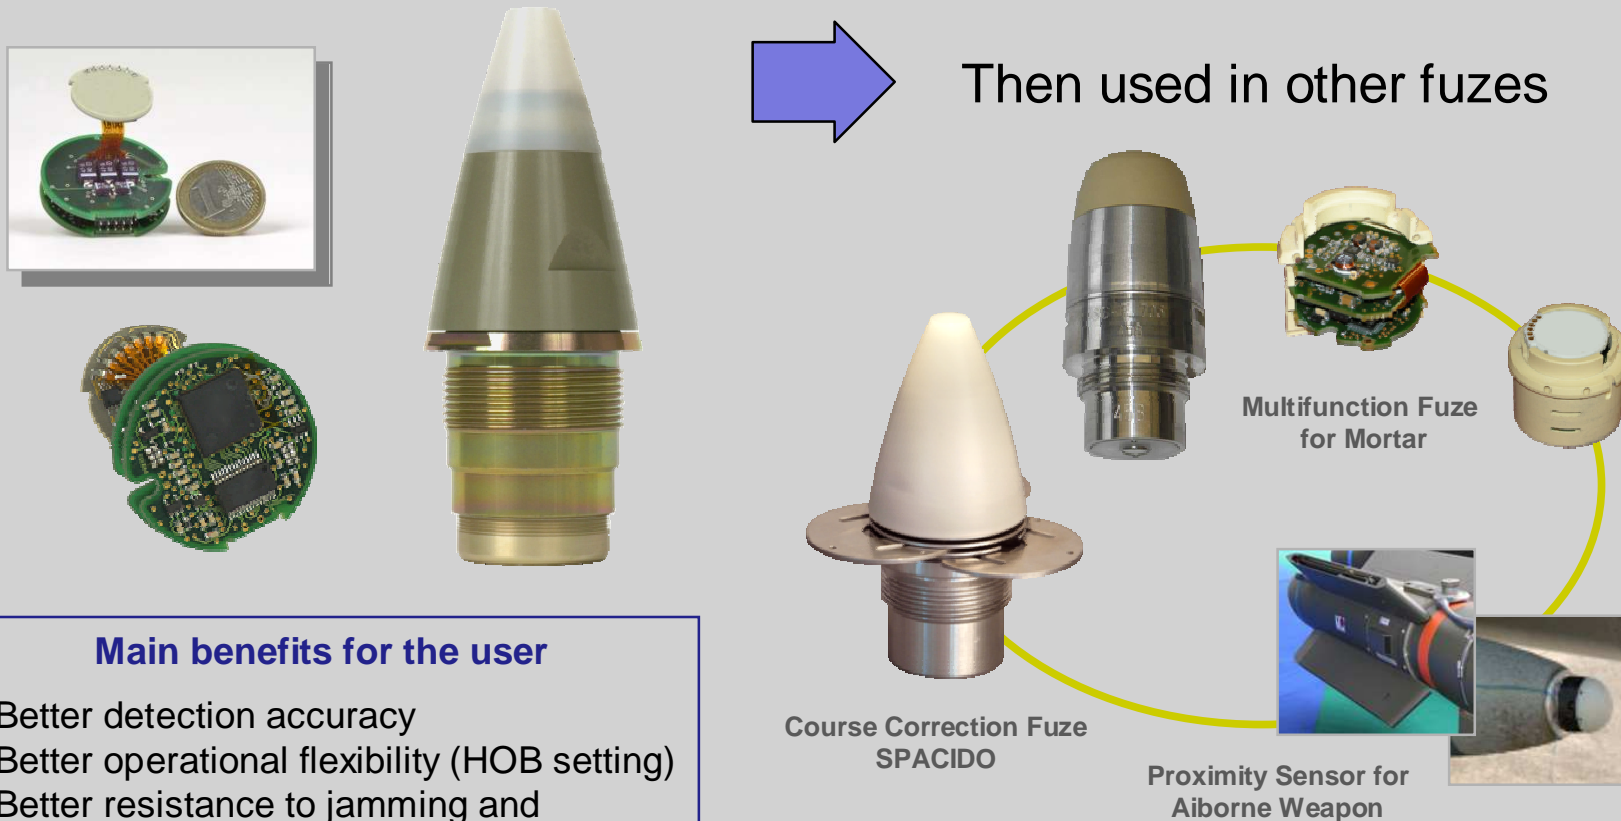 Then used in other fuzes
Multifunction Fuze
for Mortar
Course Correction Fuze
SPACIDO
Proximity Sensor for
Aiborne Weapon
Main benefits for the user
Better detection accuracy
Better operational flexibility (HOB setting)
Better resistance to jamming and